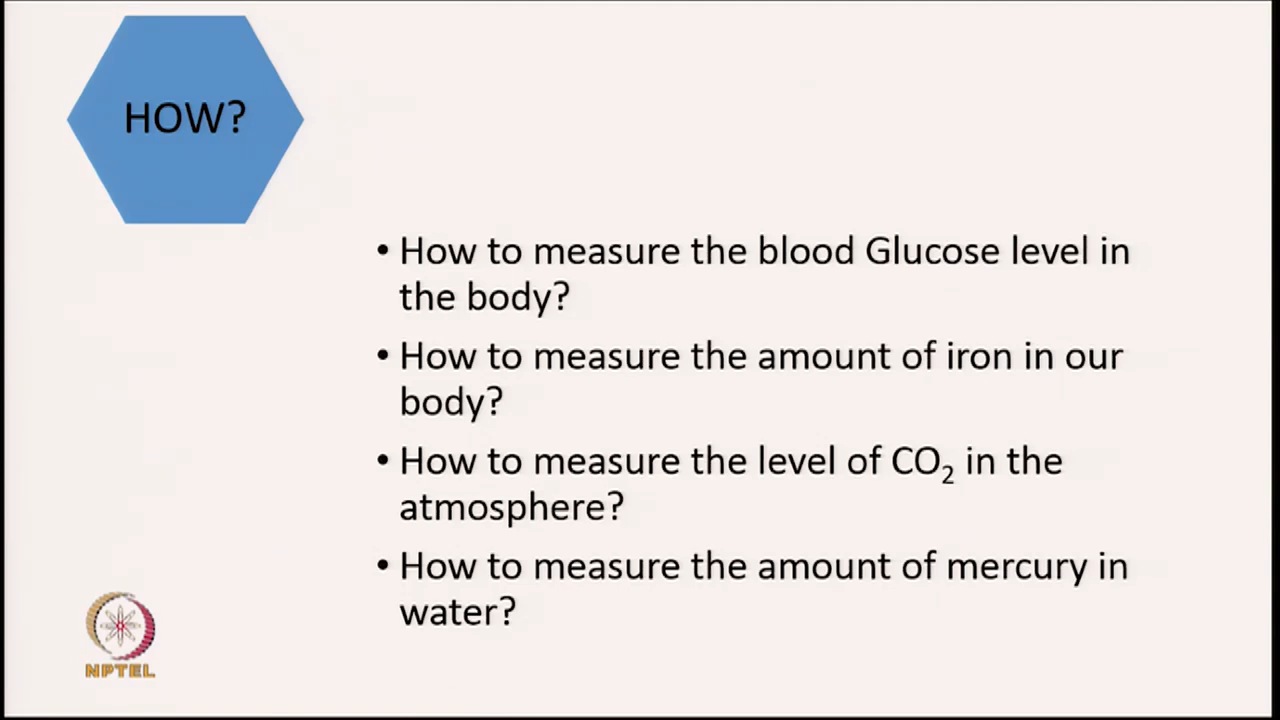 HOW?
• How to measure the blood Glucose level in
the body?
• How to measure the amount of iron in our
body?
• How to measure the level of CO₂ in the
atmosphere?
• How to measure the amount of mercury in
water?
NPTEL